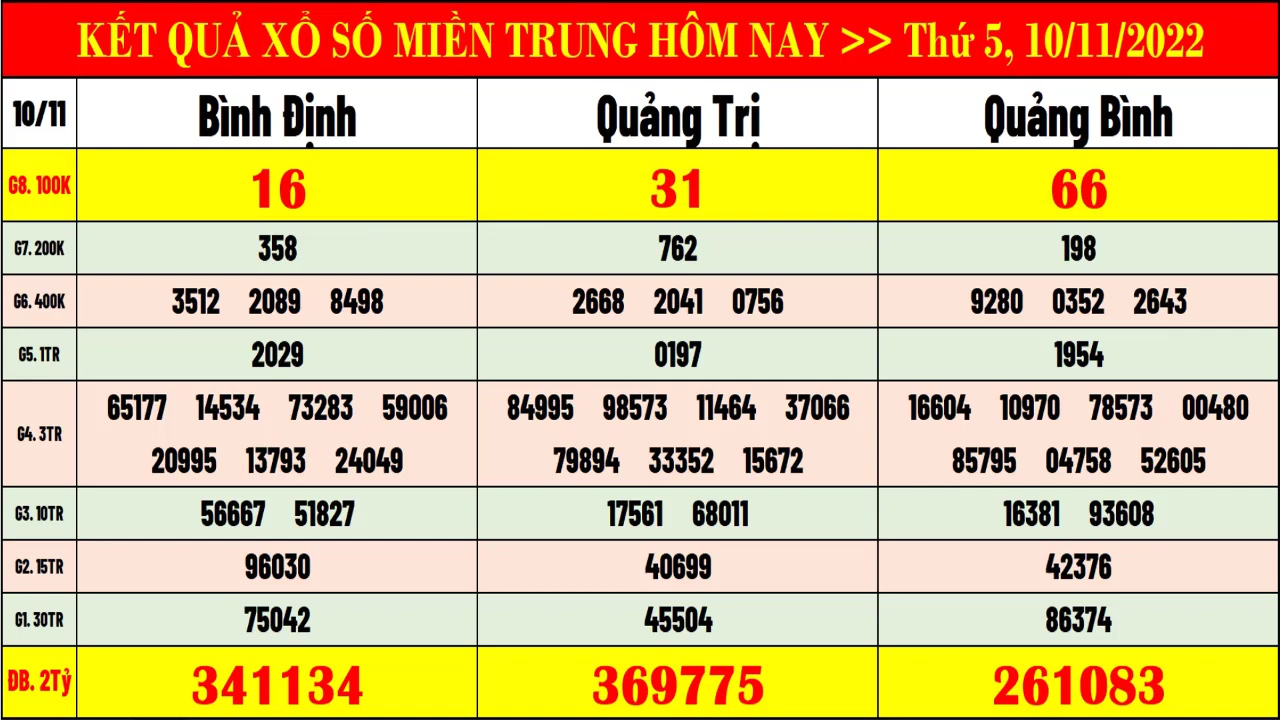 KẾT QUẢ XỔ SỐ MIỀN TRUNG HÔM NAY >> Thứ 5, 10/11/2022
10/11 Bình Định Quảng Trị Quảng Bình
G8. 100K 16 31 66
G7. 200K 358 762 198
G6. 400K 3512 2089 8498 2668 2041 0756 9280 0352 2643
G5. 1TR 2029 0197 1954
65177 14534 73283 59006 84995 98573 11464 37066 16604 10970 78573 00480
G4. 3TR
20995 13793 24049 79894 33352 15672 85795 04758 52605
G3. 10TR 56667 51827 17561 68011 16381 93608
G2. 15TR 96030 40699 42376
G1. 30TR 75042 45504 86374
ĐB. 2Tỷ 341134 369775 261083